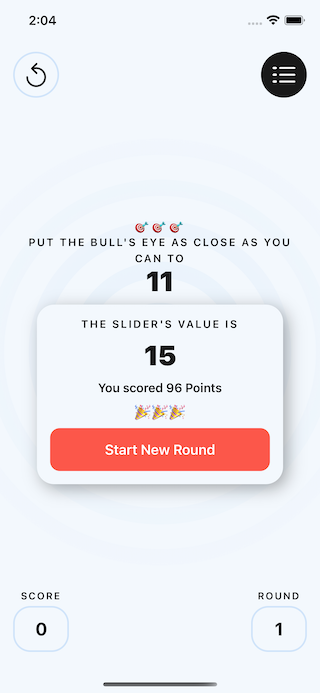 2:04
🎯🎯🎯
PUT THE BULL'S EYE AS CLOSE AS YOU
CAN TO
11
THE SLIDER'S VALUE IS
15
You scored 96 Points
🎉🎉🎉
Start New Round
SCORE
ROUND
0
1